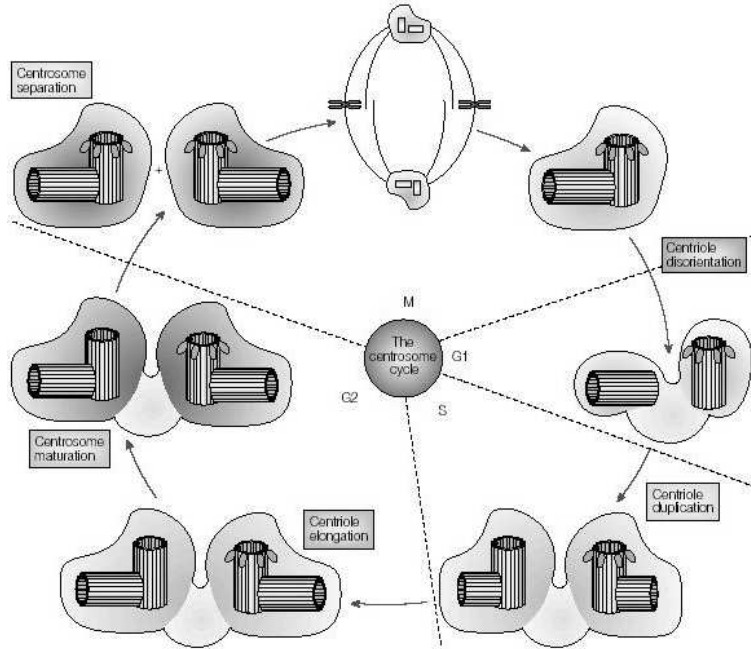 Centrosome
separation
+
Centriole
disorientation
M
The
centrosome
cycle
G1
G2
S
Centrosome
maturation
Centriole
duplication
Centriole
elongation